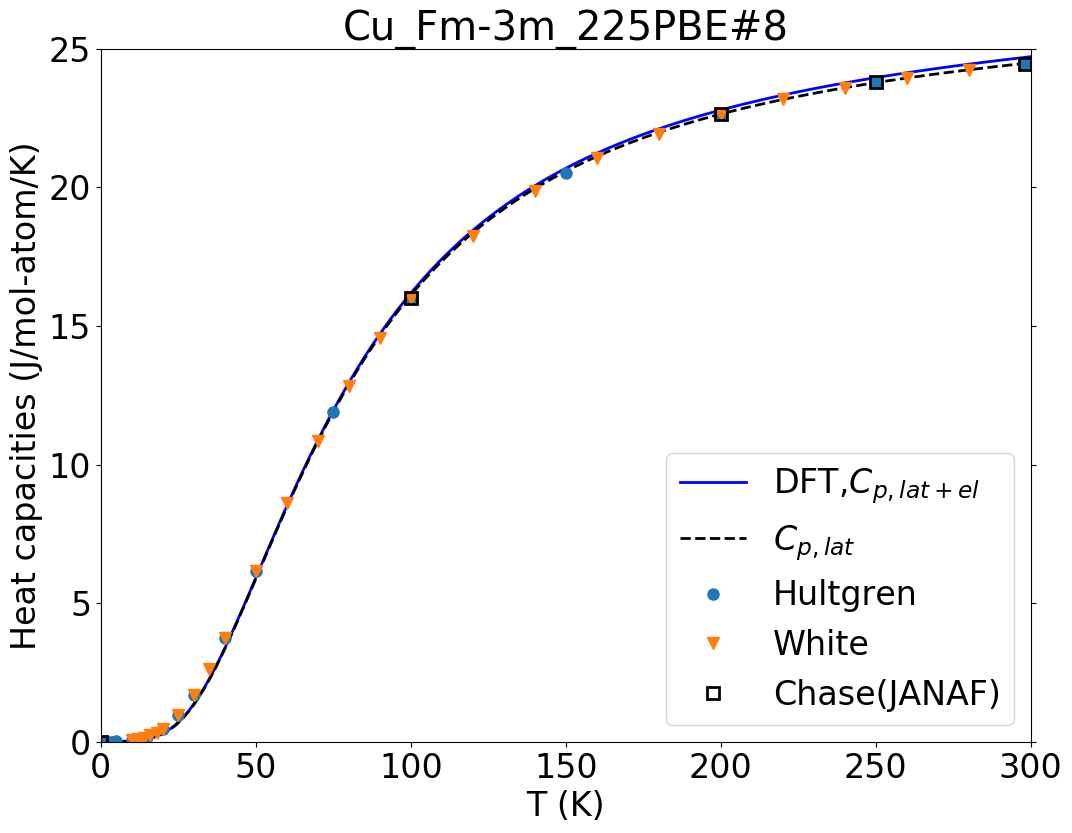 Cu_Fm-3m_225PBE#8
Heat capacities (J/mol-atom/K)
25
20
15
10
5
0
DFT,C_{p, lat+el}
C_{p, lat}
Hultgren
White
Chase(JANAF)
0 50 100 150 200 250 300
T (K)